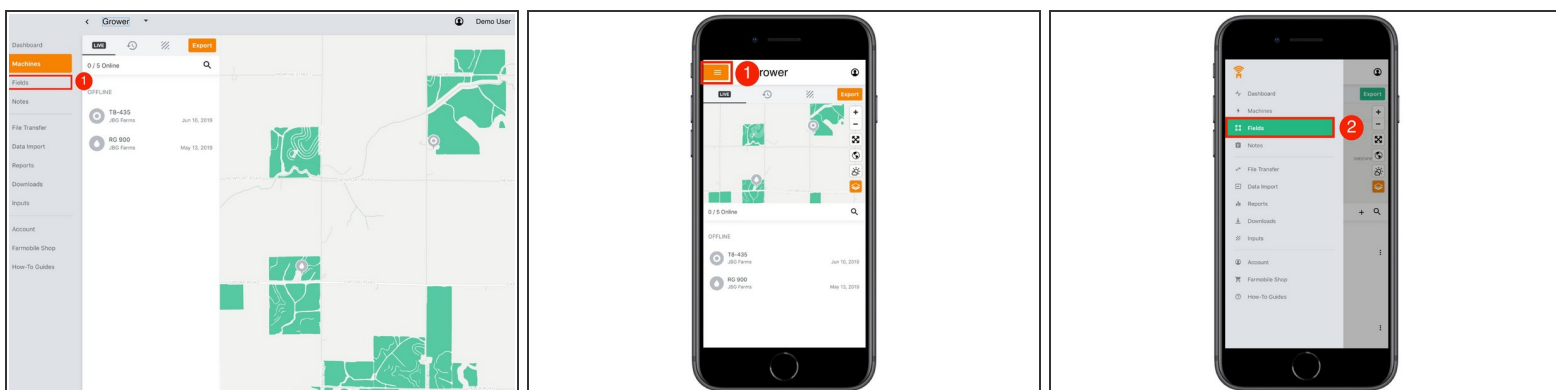 Grower
Demo User
Dashboard
Machines
Fields
1
Notes
File Transfer
Data Import
Reports
Downloads
Inputs
Account
Farmobile Shop
How-To Guides
LIVE
Export
0 / 5 Online
OFFLINE
T8-435
JBG Farms
Jun 10, 2019
RG 900
JBG Farms
May 13, 2019
1
rower
LIVE
Export
+
-
0 / 5 Online
OFFLINE
T8-435
JBG Farms
Jun 10, 2019
RG 900
JBG Farms
May 13, 2019
Dashboard
Machines
Fields
2
Notes
File Transfer
Data Import
Reports
Downloads
Inputs
Account
Farmobile Shop
How-To Guides
Export
+
-
+